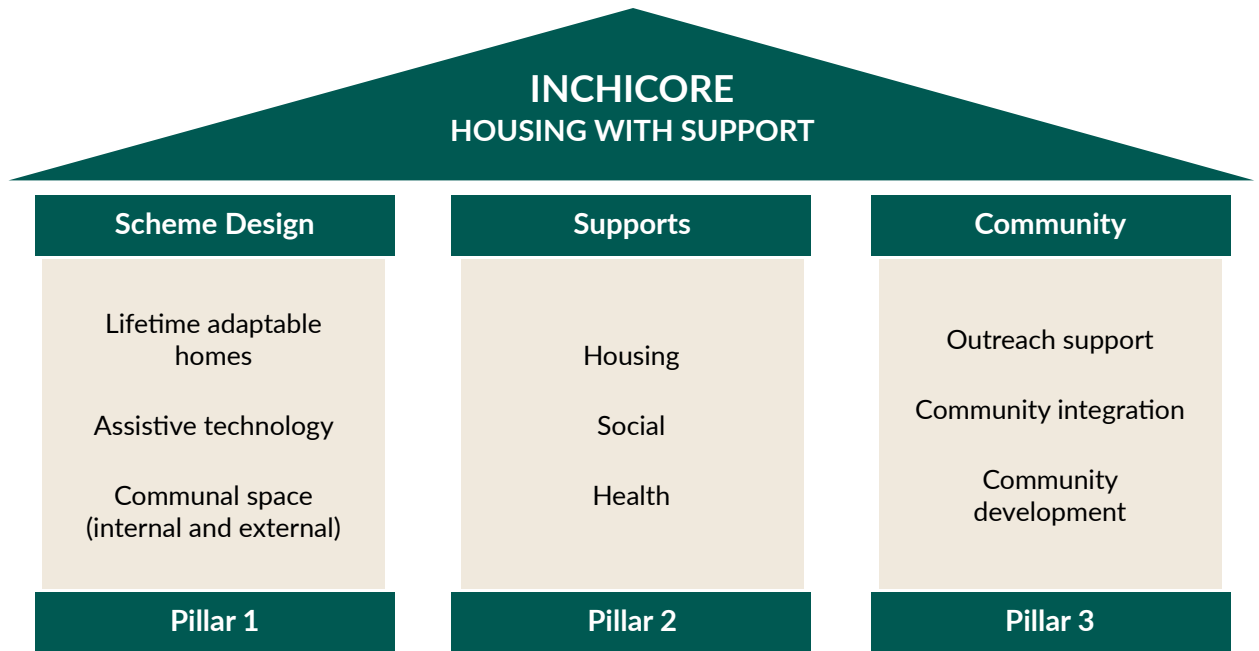 INCHICORE
HOUSING WITH SUPPORT
Scheme Design
Lifetime adaptable
homes
Assistive technology
Communal space
(internal and external)
Pillar 1
Supports
Housing
Social
Health
Pillar 2
Community
Outreach support
Community integration
Community
development
Pillar 3